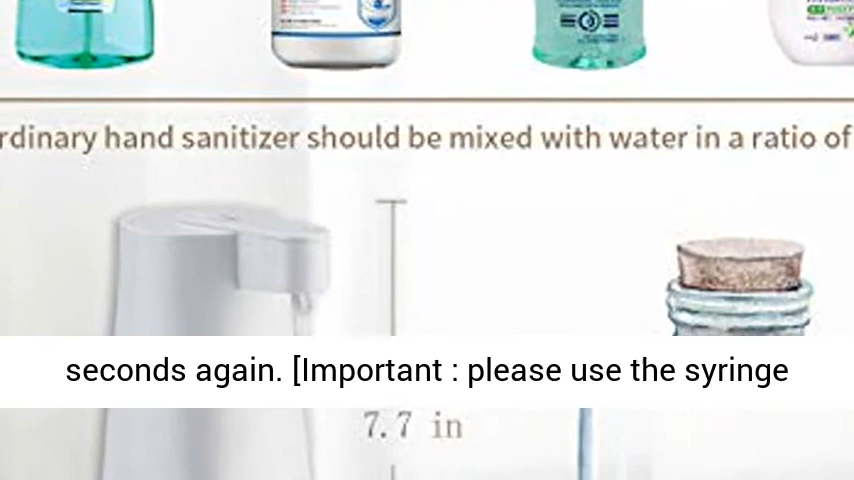 rdinary hand sanitizer should be mixed with water in a ratio of
seconds again. [Important : please use the syringe
7.7 in